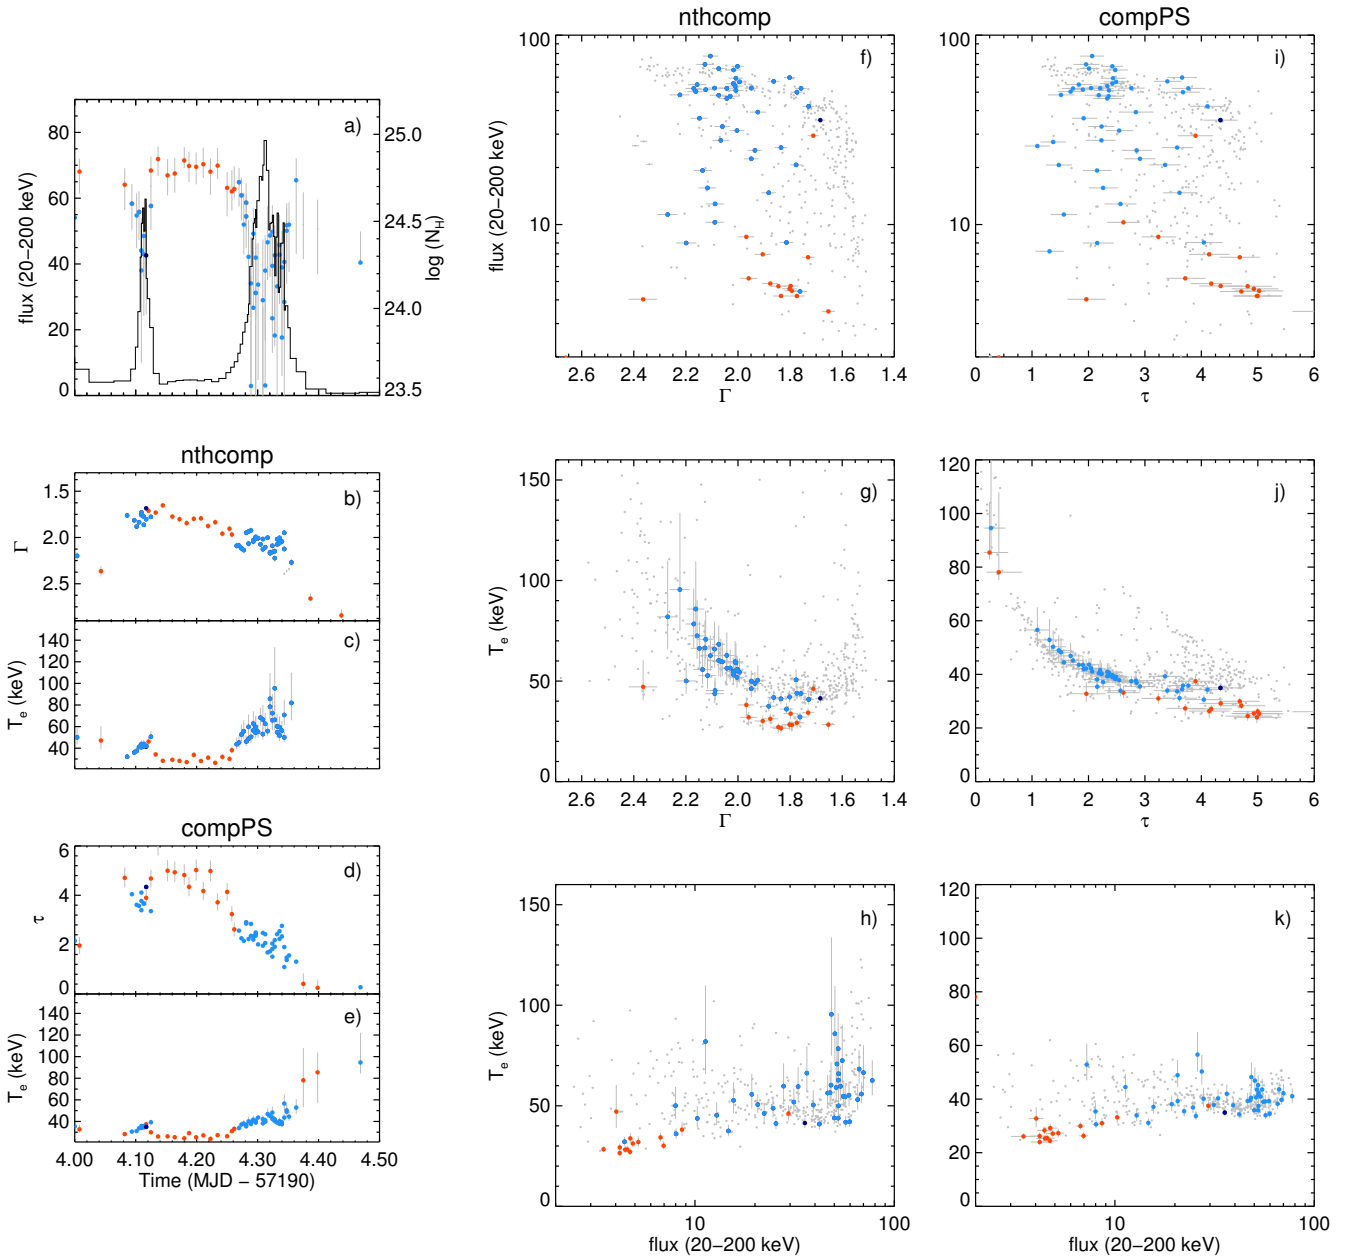 nthcomp
compPS
a)
80
60
40
20
0
flux (20−200 keV)
25.0
24.5
24.0
23.5
log (N_H)
nthcomp
b)
1.5
2.0
2.5
Γ
c)
140
120
100
80
60
40
T_e (keV)
compPS
d)
6
4
2
0
τ
e)
140
120
100
80
60
40
T_e (keV)
4.00 4.10 4.20 4.30 4.40 4.50
Time (MJD − 57190)
f)
100
10
flux (20−200 keV)
2.6 2.4 2.2 2.0 1.8 1.6 1.4
Γ
i)
100
10
0 1 2 3 4 5 6
τ
g)
150
100
50
0
T_e (keV)
2.6 2.4 2.2 2.0 1.8 1.6 1.4
Γ
j)
120
100
80
60
40
20
0
0 1 2 3 4 5 6
τ
h)
150
100
50
0
T_e (keV)
10 100
flux (20−200 keV)
k)
120
100
80
60
40
20
0
10 100
flux (20−200 keV)